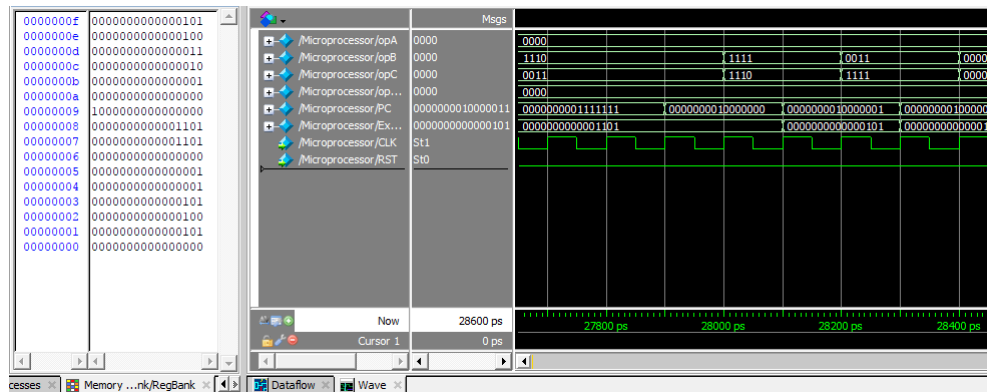 0000000f 0000000000000101
0000000e 0000000000000100
0000000d 0000000000000011
0000000c 0000000000000010
0000000b 0000000000000001
0000000a 0000000000000000
00000009 1000000000000000
00000008 0000000000001101
00000007 0000000000001101
00000006 0000000000000000
00000005 0000000000000001
00000004 0000000000000001
00000003 0000000000000101
00000002 0000000000000100
00000001 0000000000000101
00000000 0000000000000000
Msgs
/Microprocessor/opA 0000 0000
/Microprocessor/opB 0000 1110 1111 0011 0000
/Microprocessor/opC 0000 0011 1110 1111 0000
/Microprocessor/op... 0000 0000
/Microprocessor/PC 0000000010000011 0000000001111111 0000000010000000 0000000010000001 00000000100000
/Microprocessor/Ex... 0000000000000101 0000000000001101 0000000000000101 00000000000001
/Microprocessor/CLK St1
/Microprocessor/RST St0
Now 28600 ps 27800 ps 28000 ps 28200 ps 28400 ps
Cursor 1 0 ps
cesses Memory ...nk/RegBank Dataflow Wave